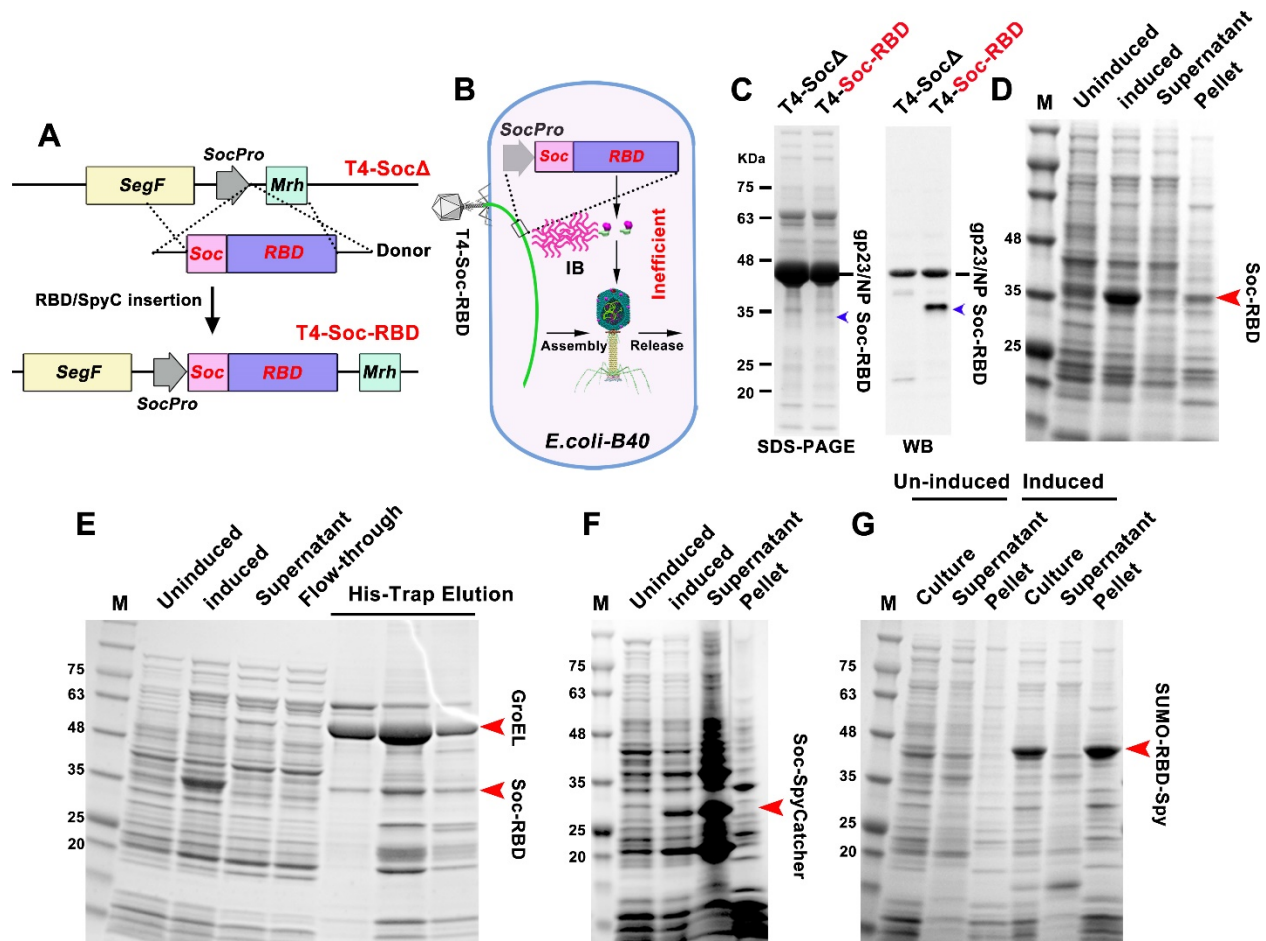 A
SocPro
T4-SocΔ
SegF
Mrh
Soc
RBD
Donor
RBD/SpyC insertion
T4-Soc-RBD
SegF
Soc
RBD
Mrh
SocPro
B
SocPro
Soc
RBD
T4-Soc-RBD
IB
Inefficient
Assembly
Release
E.coli-B40
C
T4-SocΔ
T4-Soc-RBD
T4-SocΔ
T4-Soc-RBD
KDa
75
63
48
35
25
20
gp23/NP
Soc-RBD
gp23/NP
Soc-RBD
SDS-PAGE
WB
D
M
Uninduced
induced
Supernatant
Pellet
48
35
25
Soc-RBD
E
M
Uninduced
induced
Supernatant
Flow-through
His-Trap Elution
75
63
48
35
25
20
GroEL
Soc-RBD
F
M
Uninduced
induced
Supernatant
Pellet
75
63
48
35
25
20
Soc-SpyCatcher
G
Un-induced
Induced
M
Culture
Supernatant
Pellet
Culture
Supernatant
Pellet
75
63
48
35
25
20
SUMO-RBD-Spy